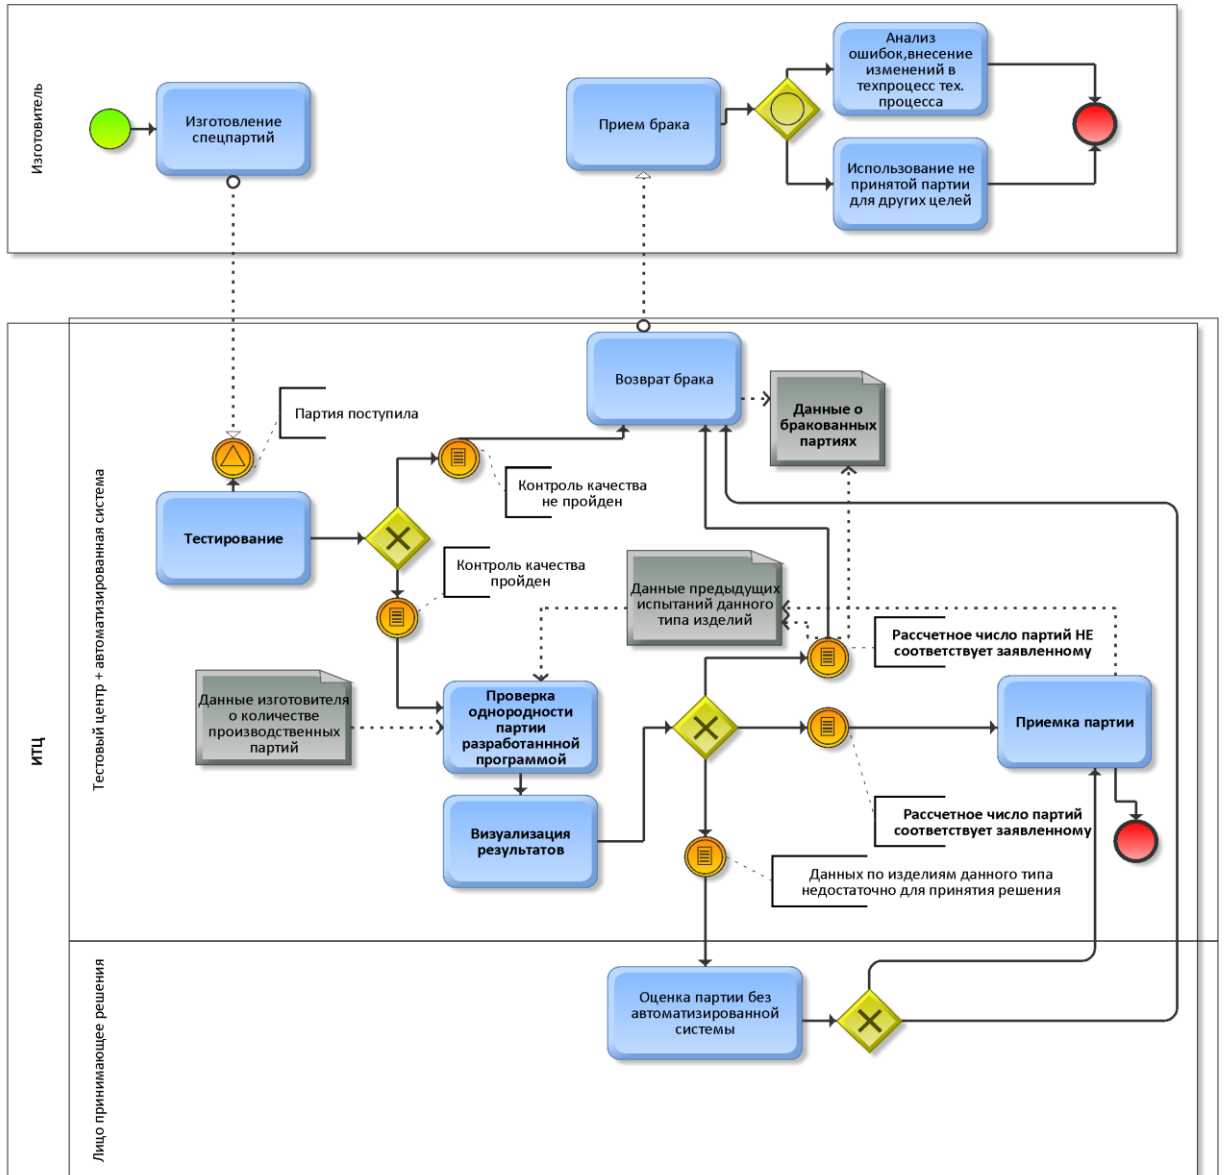 Изготовитель
Изготовление
спецпартий
Прием брака
Анализ
ошибок,внесение
изменений в
техпроцесс тех.
процесса
Использование не
принятой партии
для других целей
ИТЦ
Тестовый центр + автоматизированная система
Возврат брака
Данные о
бракованных
партиях
Партия поступила
Контроль качества
не пройден
Тестирование
Контроль качества
пройден
Данные предыдущих
испытаний данного
типа изделий
Рассчетное число партий НЕ
соответствует заявленному
Данные изготовителя
о количестве
производственных
партий
Проверка
однородности
партии
разработаннной
программой
Приемка партии
Визуализация
результатов
Рассчетное число партий
соответствует заявленному
Данных по изделиям данного типа
недостаточно для принятия решения
Лицо принимающее решения
Оценка партии без
автоматизированной
системы